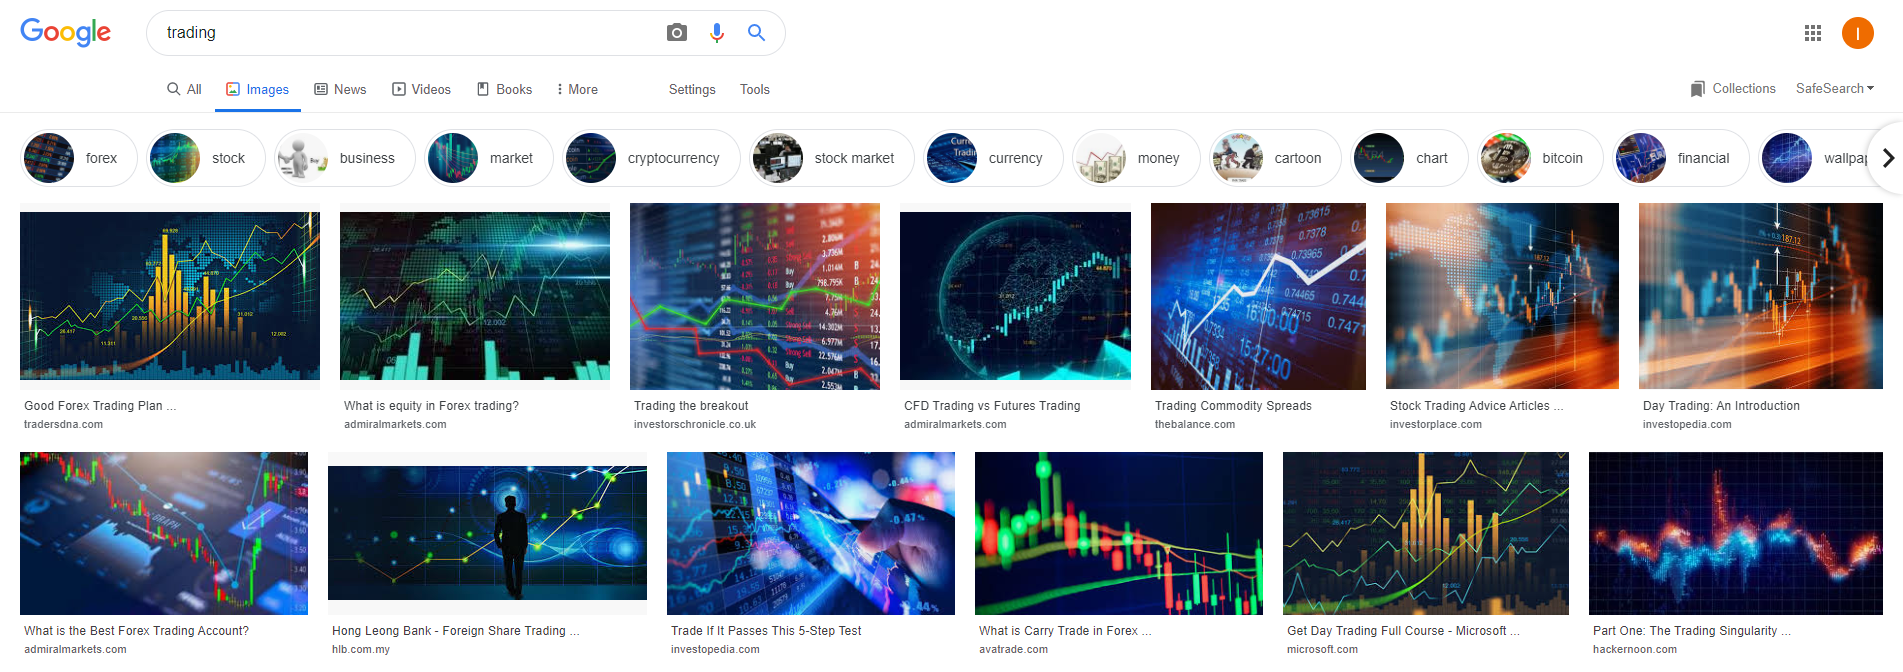 Google
trading
All
Images
News
Videos
Books
More
Settings
Tools
Collections
SafeSearch
forex
stock
business
market
cryptocurrency
stock market
currency
money
cartoon
chart
bitcoin
financial
wallpap
Good Forex Trading Plan ...
tradersdna.com
What is equity in Forex trading?
admiralmarkets.com
Trading the breakout
investorschronicle.co.uk
CFD Trading vs Futures Trading
admiralmarkets.com
Trading Commodity Spreads
thebalance.com
Stock Trading Advice Articles ...
investorplace.com
Day Trading: An Introduction
investopedia.com
What is the Best Forex Trading Account?
admiralmarkets.com
Hong Leong Bank - Foreign Share Trading ...
hlb.com.my
Trade If It Passes This 5-Step Test
investopedia.com
What is Carry Trade in Forex ...
avatrade.com
Get Day Trading Full Course - Microsoft ...
microsoft.com
Part One: The Trading Singularity ...
hackernoon.com